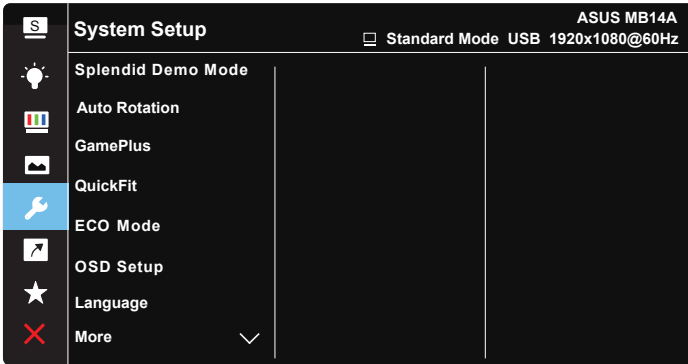 S
System Setup
ASUS MB14A
Standard Mode USB 1920x1080@60Hz
Splendid Demo Mode
Auto Rotation
GamePlus
QuickFit
ECO Mode
OSD Setup
Language
More